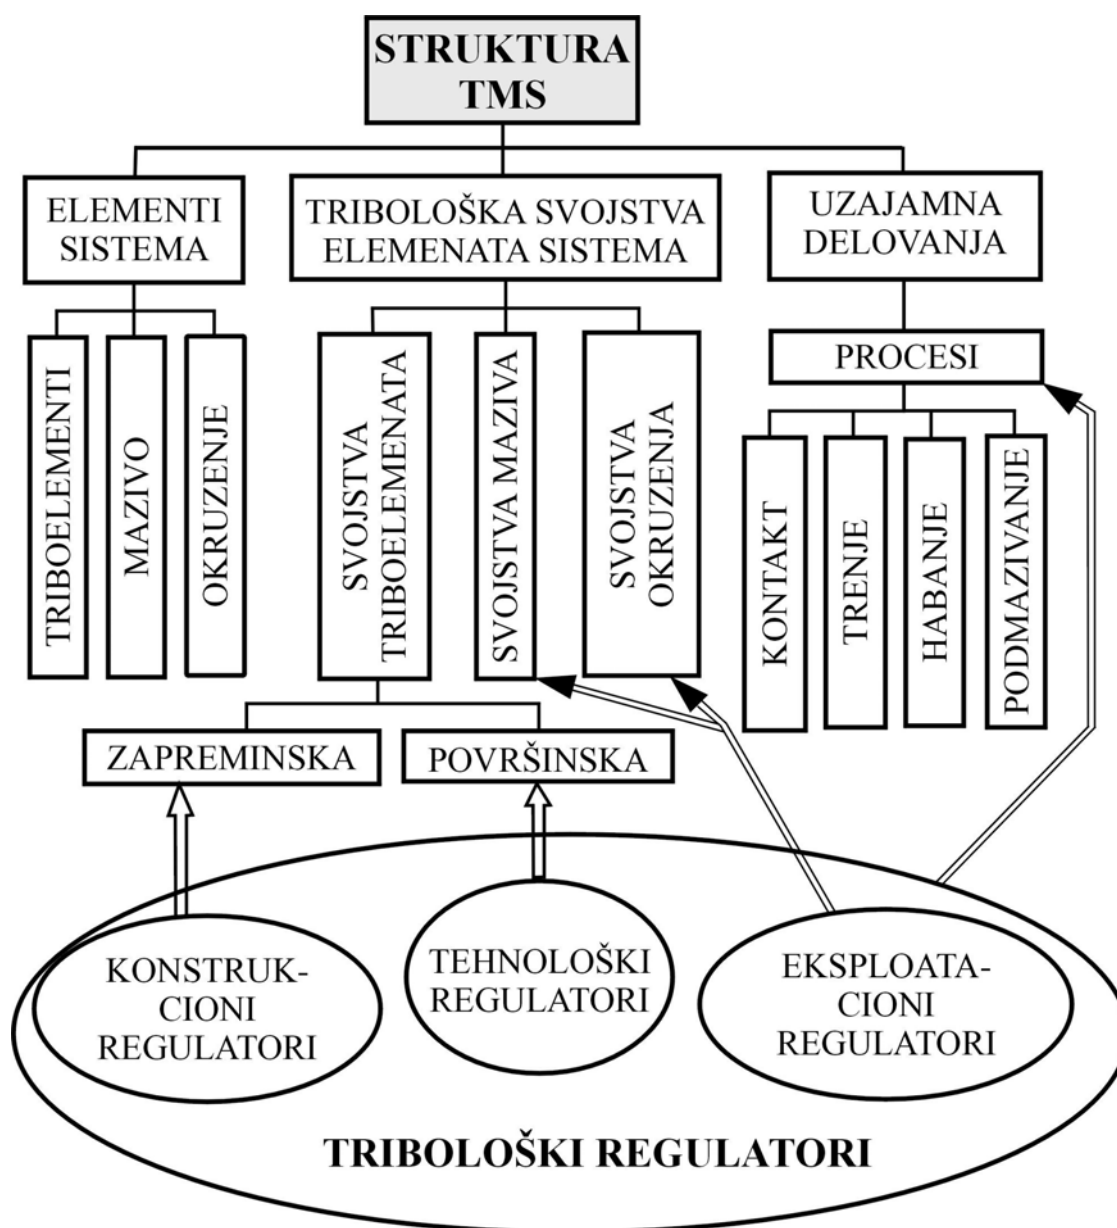 STRUKTURA
TMS
ELEMENTI
SISTEMA
TRIBOLOŠKA SVOJSTVA
ELEMENATA SISTEMA
UZAJAMNA
DELOVANJA
TRIBOELEMENTI
MAZIVO
OKRUZENJE
SVOJSTVA
TRIBOELEMENATA
SVOJSTVA MAZIVA
SVOJSTVA
OKRUZENJA
PROCESI
KONTAKT
TRENJE
HABANJE
PODMAZIVANJE
ZAPREMINSKA
POVRŠINSKA
KONSTRUK-
CIONI
REGULATORI
TEHNOLOŠKI
REGULATORI
EKSPLOATA-
CIONI
REGULATORI
TRIBOLOŠKI REGULATORI